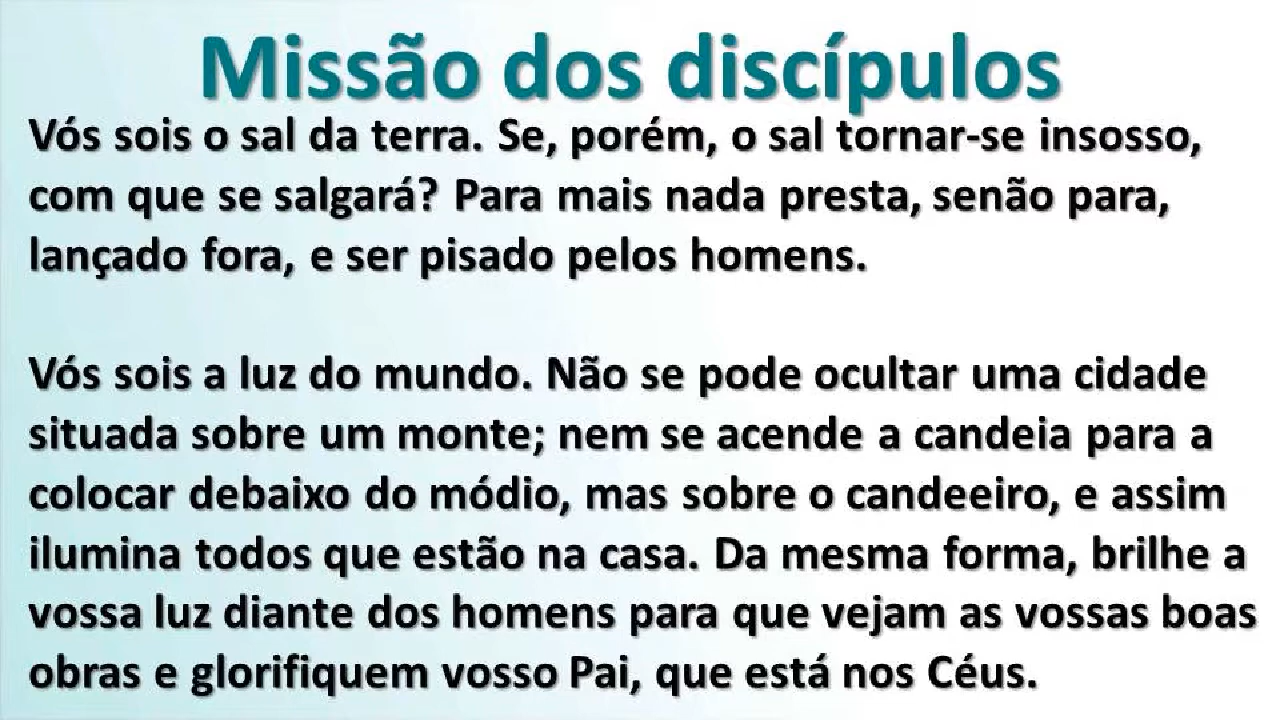 Missão dos discípulos
Vós sois o sal da terra. Se, porém, o sal tornar-se insosso,
com que se salgará? Para mais nada presta, senão para,
lançado fora, e ser pisado pelos homens.
Vós sois a luz do mundo. Não se pode ocultar uma cidade
situada sobre um monte; nem se acende a candeia para a
colocar debaixo do módio, mas sobre o candeeiro, e assim
ilumina todos que estão na casa. Da mesma forma, brilhe a
vossa luz diante dos homens para que vejam as vossas boas
obras e glorifiquem vosso Pai, que está nos Céus.